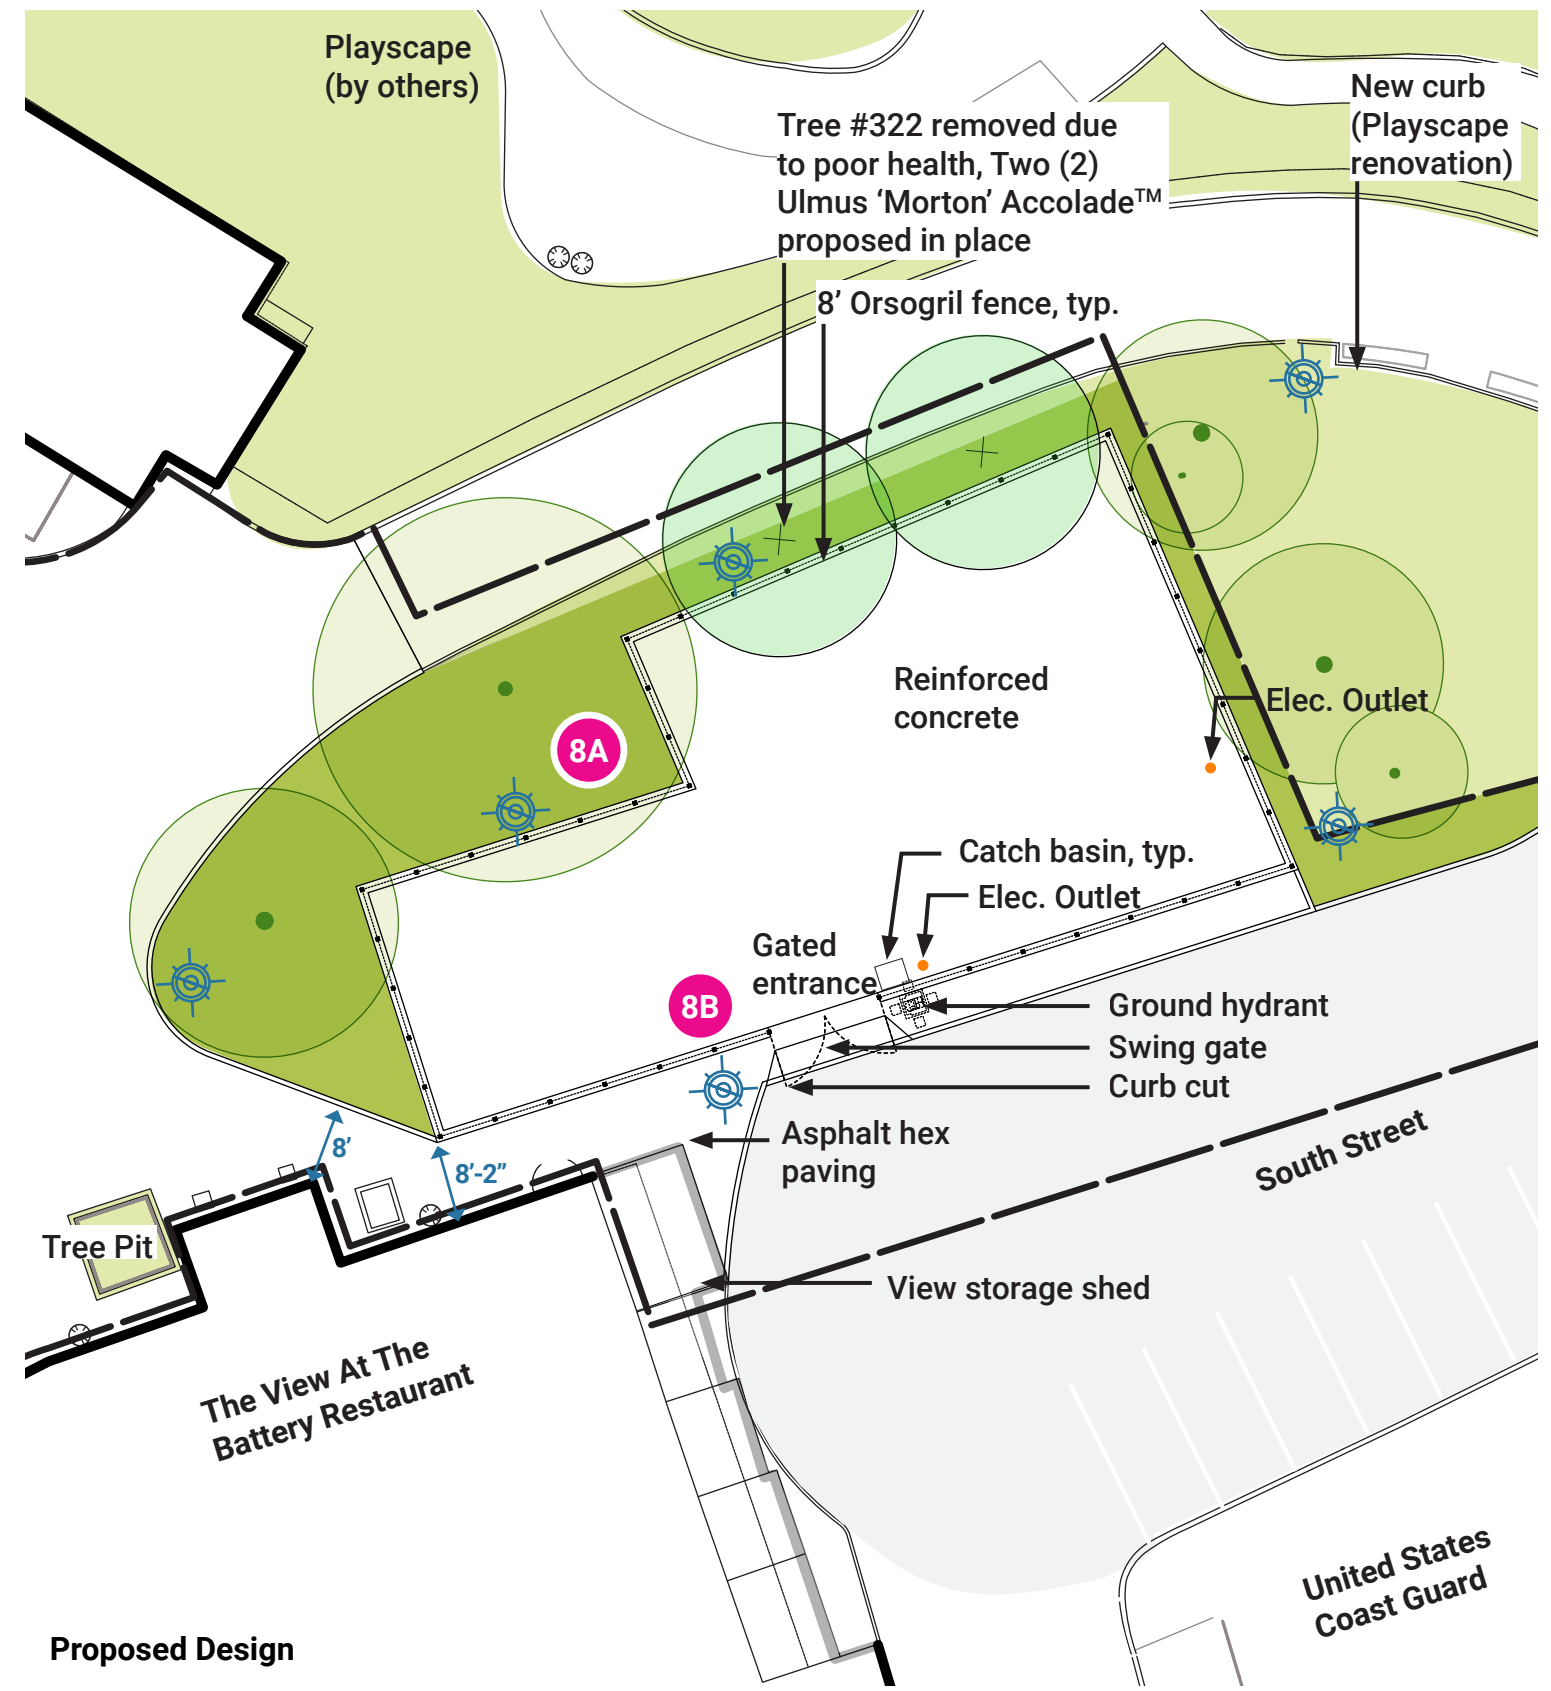 Playscape
(by others)
New curb
(Playscape
renovation)
Tree #322 removed due
to poor health, Two (2)
Ulmus ‘Morton’ Accolade™
proposed in place
8’ Orsogril fence, typ.
Reinforced
concrete
Elec. Outlet
8A
Catch basin, typ.
Elec. Outlet
Gated
entrance
8B
Ground hydrant
Swing gate
Curb cut
Asphalt hex
paving
8’
8’-2”
South Street
Tree Pit
View storage shed
The View At The
Battery Restaurant
United States
Coast Guard
Proposed Design